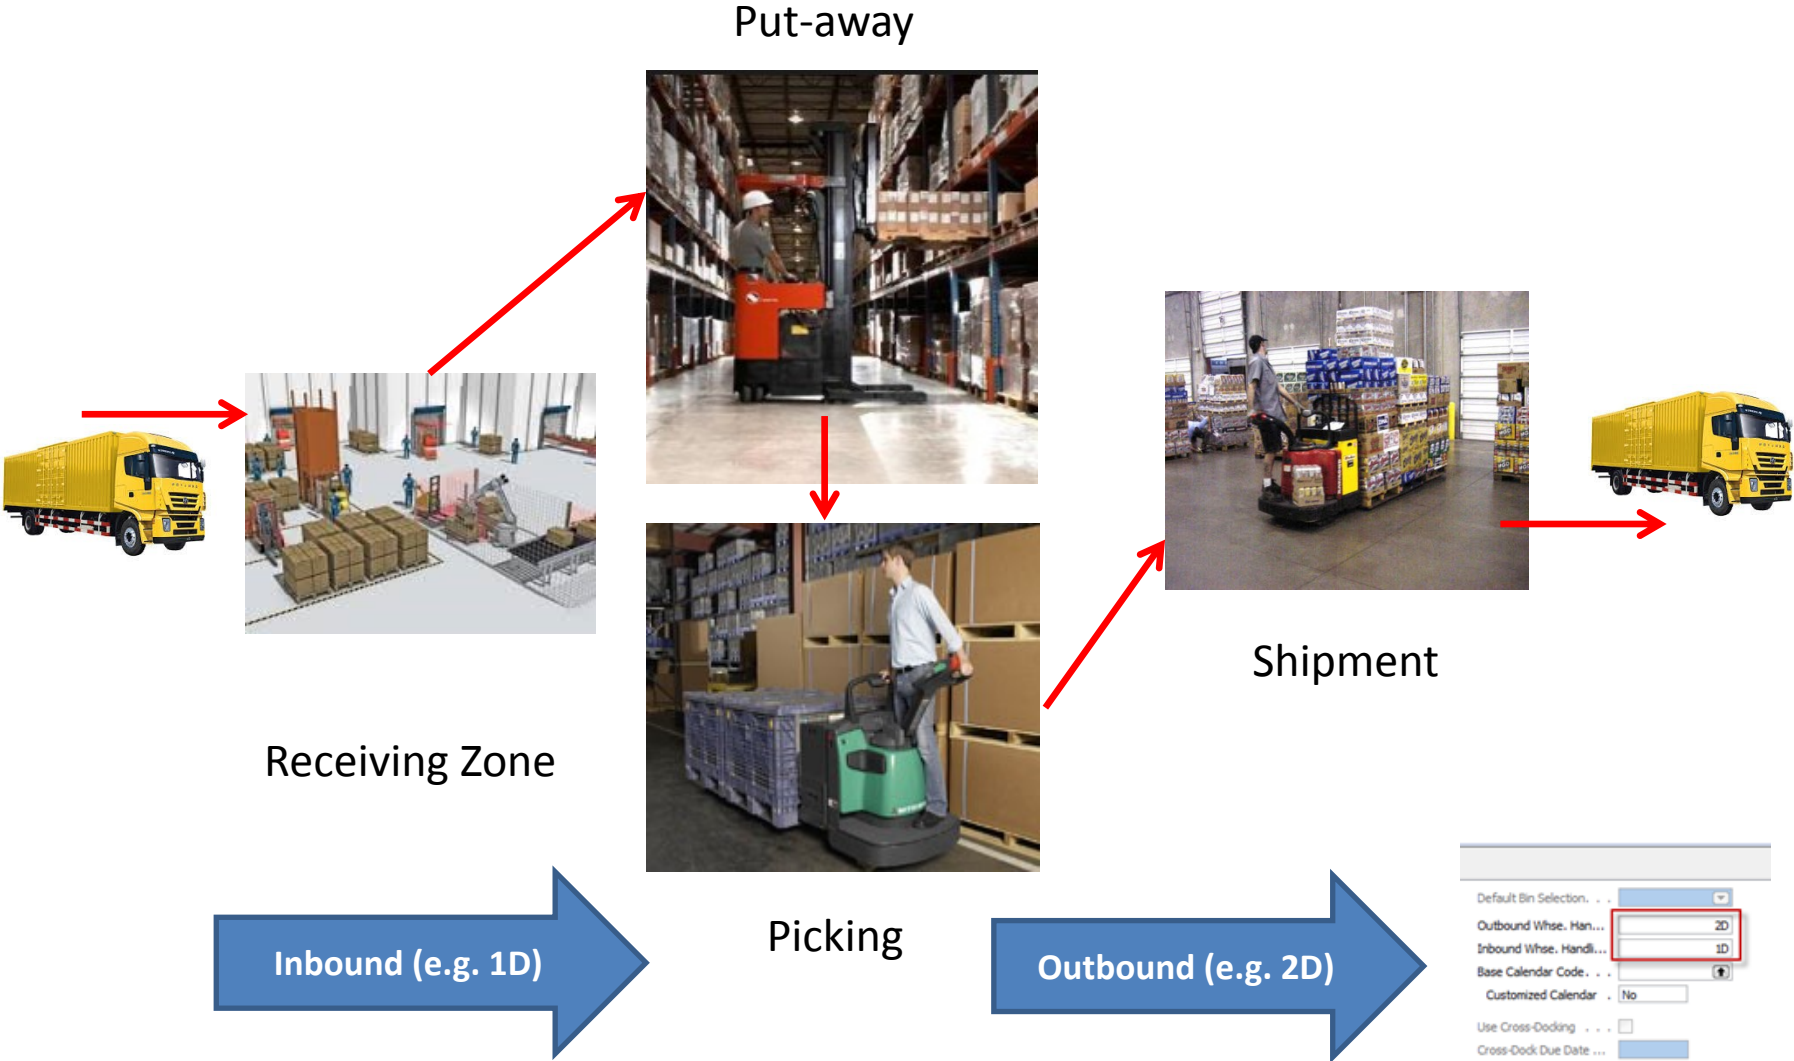 Put-away
Shipment
Receiving Zone
Picking
Inbound (e.g. 1D)
Outbound (e.g. 2D)
Default Bin Selection. . .
Outbound Whse. Han... 2D
Inbound Whse. Handli... 1D
Base Calendar Code. . .
Customized Calendar . No
Use Cross-Docking . . . .
Cross-Dock Due Date ...